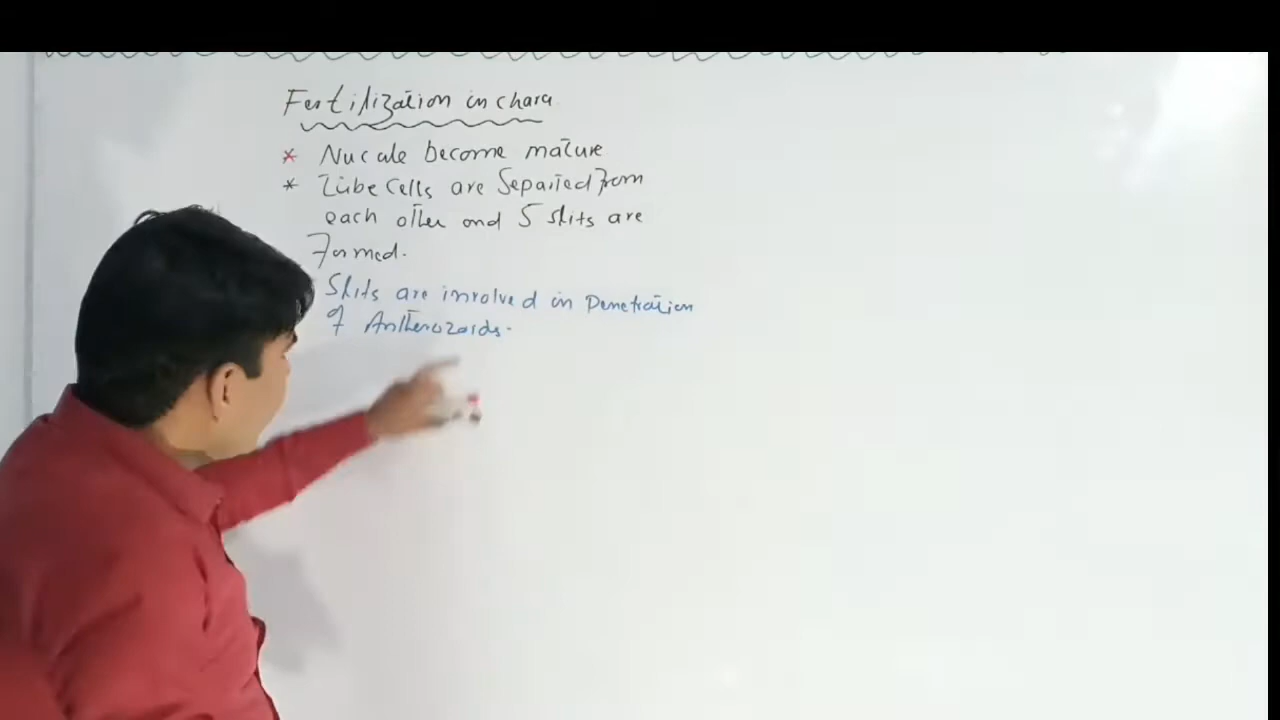 Fertilization in chara
* Nucule become mature
* Tube cells are Separted from
each other and 5 slits are
Formed.
Slits are involved in Penetration
of Antherozoids.